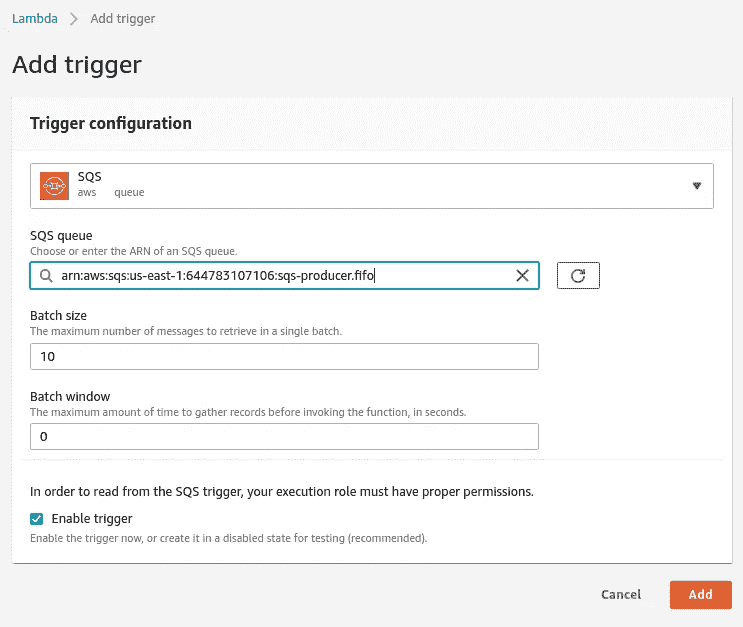 Lambda > Add trigger
Add trigger
Trigger configuration
SQS
aws queue
SQS queue
Choose or enter the ARN of an SQS queue.
arn:aws:sqs:us-east-1:644783107106:sqs-producer.fifo
Batch size
The maximum number of messages to retrieve in a single batch.
10
Batch window
The maximum amount of time to gather records before invoking the function, in seconds.
0
In order to read from the SQS trigger, your execution role must have proper permissions.
Enable trigger
Enable the trigger now, or create it in a disabled state for testing (recommended).
Cancel Add